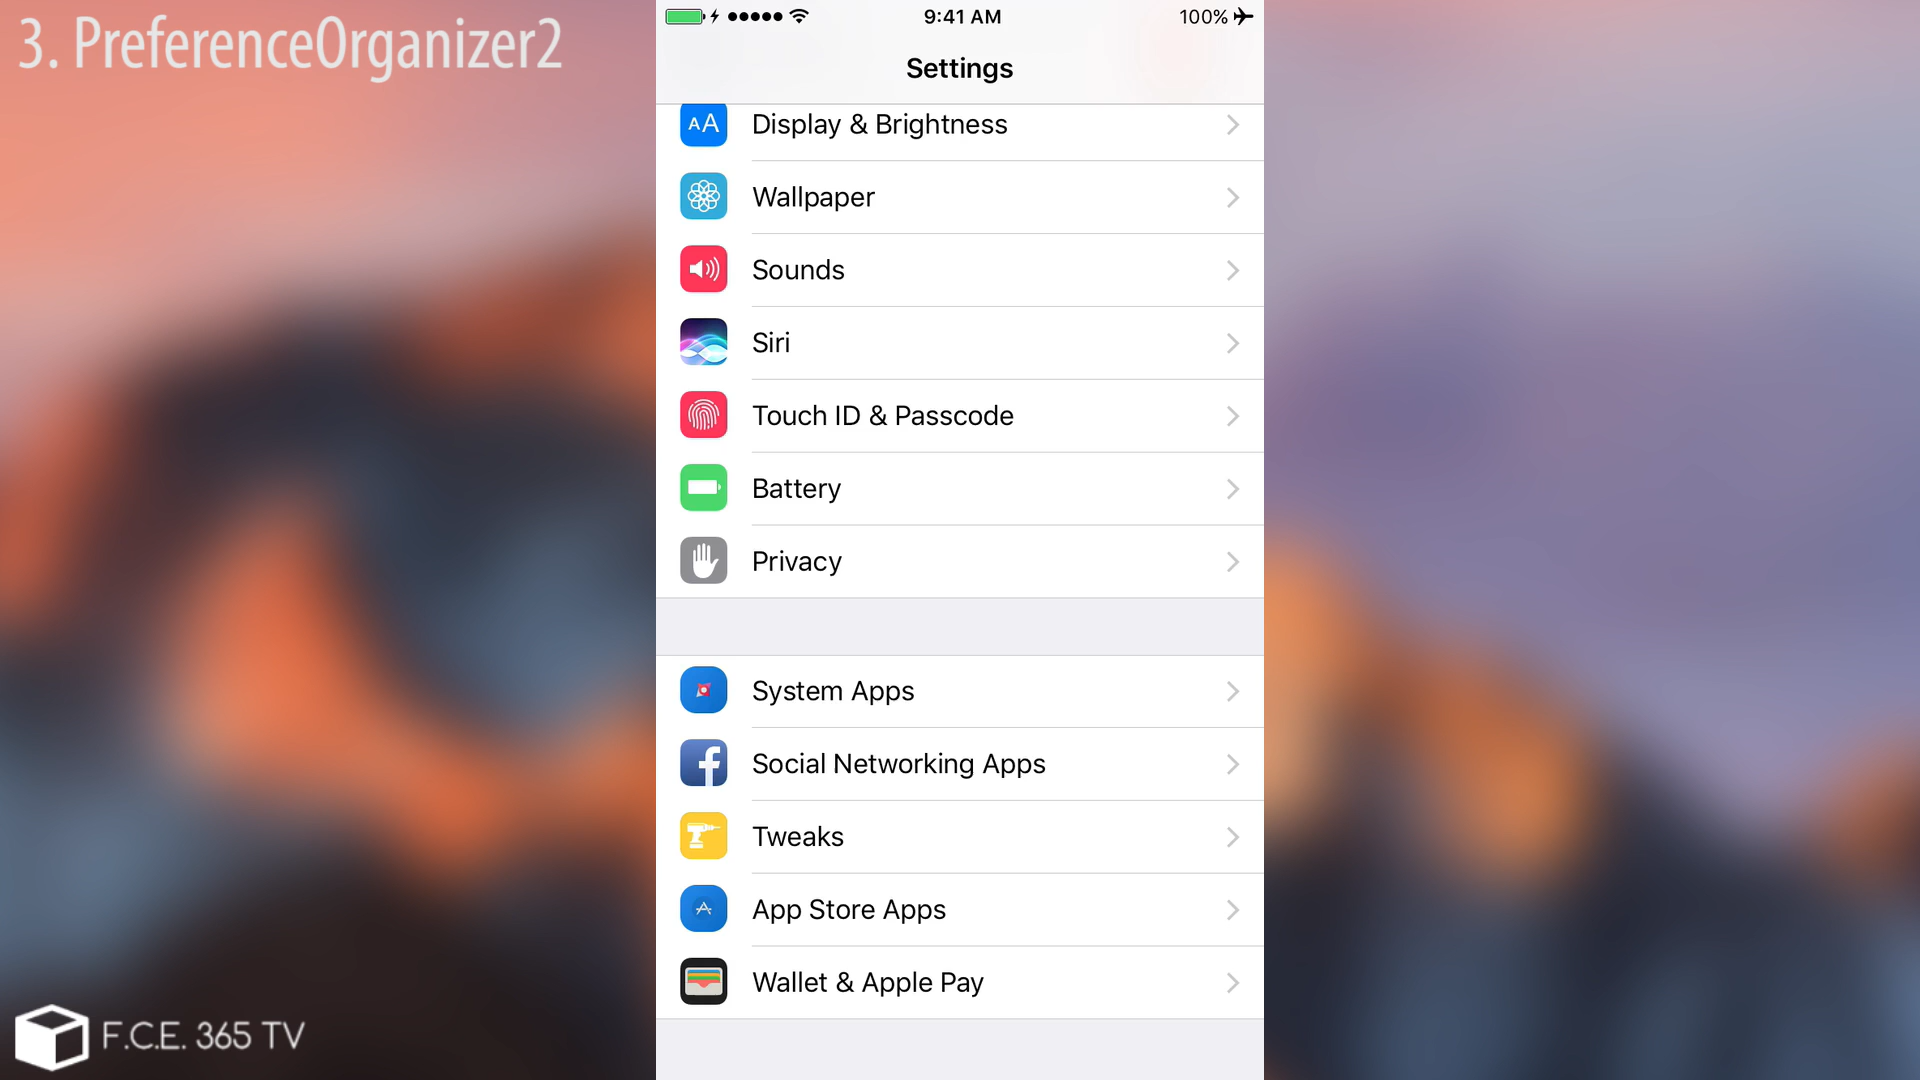 3. PreferenceOrganizer2
9:41 AM
100%
Settings
AA Display & Brightness
Wallpaper
Sounds
Siri
Touch ID & Passcode
Battery
Privacy
System Apps
Social Networking Apps
Tweaks
App Store Apps
Wallet & Apple Pay
F.C.E. 365 TV